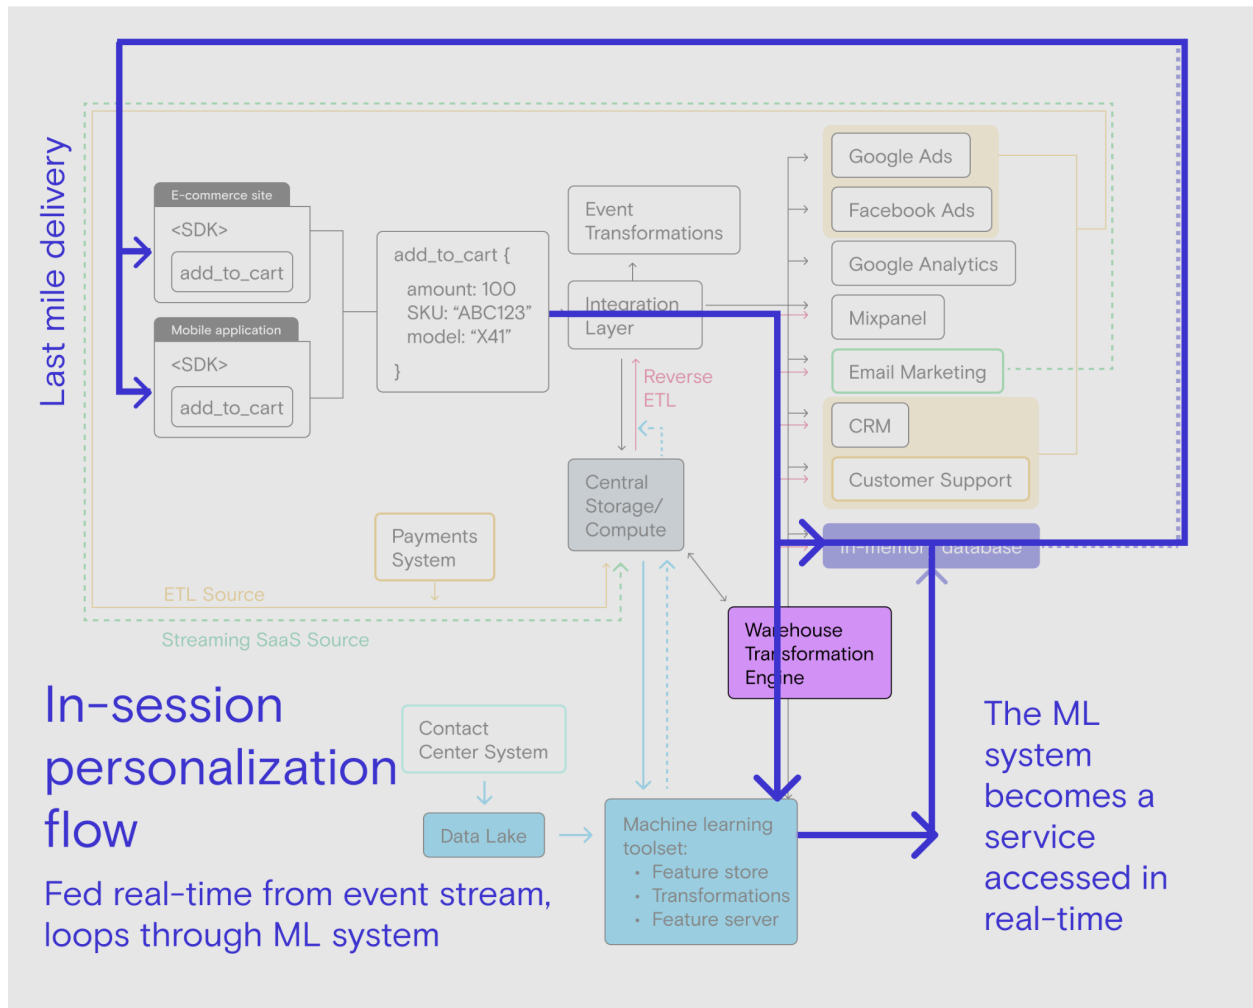 Last mile delivery
E-commerce site
<SDK>
add_to_cart
Mobile application
<SDK>
add_to_cart
add_to_cart {
amount: 100
SKU: “ABC123”
model: “X41”
}
Event
Transformations
Integration
Layer
Reverse
ETL
Central
Storage/
Compute
Google Ads
Facebook Ads
Google Analytics
Mixpanel
Email Marketing
CRM
Customer Support
In-memory database
Payments
System
ETL Source
Streaming SaaS Source
Warehouse
Transformation
Engine
In-session
personalization
flow
Fed real-time from event stream,
loops through ML system
Contact
Center System
Data Lake
Machine learning
toolset:
• Feature store
• Transformations
• Feature server
The ML
system
becomes a
service
accessed in
real-time